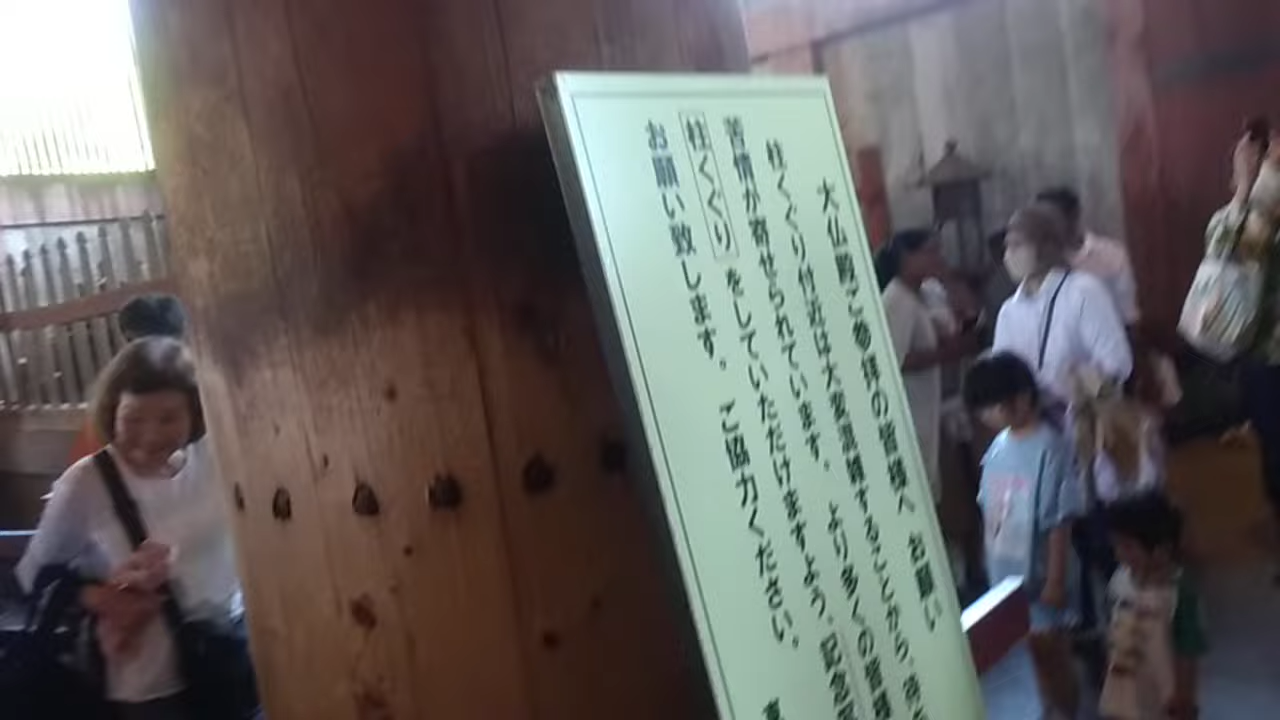 大仏殿ご参拝の皆様へ お願い
柱くぐり付近は大変混雑することから、
苦情が寄せられています。 より多くの皆様
柱くぐり をしていただけますよう、
お願い致します。 ご協力ください。